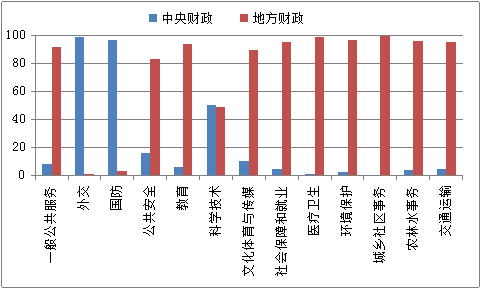 中央财政 地方财政
100
80
60
40
20
0
一般公共服务
外交
国防
公共安全
教育
科学技术
文化体育与传媒
社会保障和就业
医疗卫生
环境保护
城乡社区事务
农林水事务
交通运输